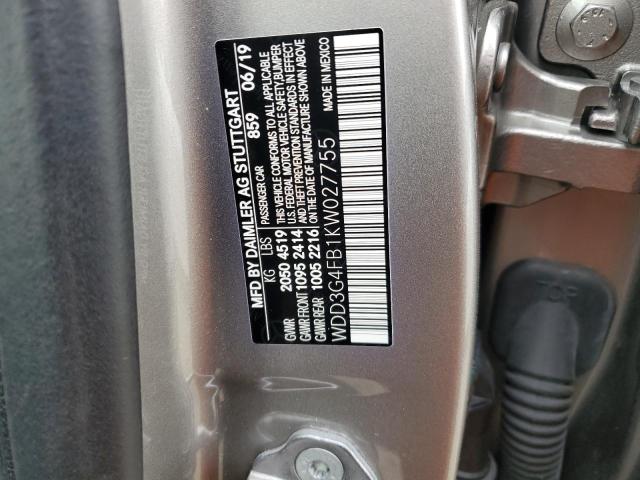 MFD BY DAIMLER AG STUTTGART
PASSENGER CAR 859 06/19
KG LBS
GVWR 2050 4519
GAWR FRONT 1095 2414
GAWR REAR 1005 2216
THIS VEHICLE CONFORMS TO ALL APPLICABLE
U.S. FEDERAL MOTOR VEHICLE SAFETY, BUMPER
AND THEFT PREVENTION STANDARDS IN EFFECT
ON THE DATE OF MANUFACTURE SHOWN ABOVE
WDD3G4FB1KW027755 MADE IN MEXICO
TOP